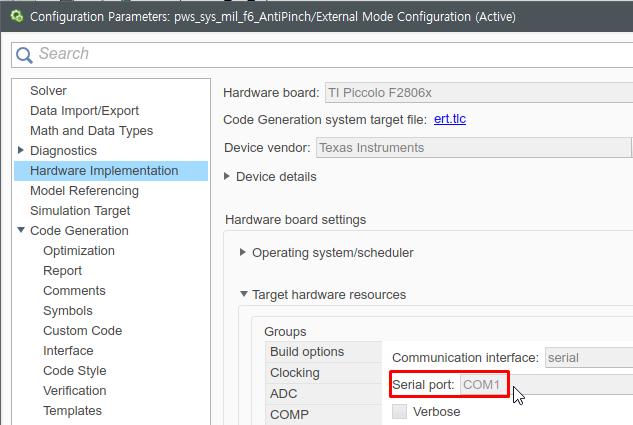 Configuration Parameters: pws_sys_mil_f6_AntiPinch/External Mode Configuration (Active)
Search
Solver
Data Import/Export
Math and Data Types
Diagnostics
Hardware Implementation
Model Referencing
Simulation Target
Code Generation
Optimization
Report
Comments
Symbols
Custom Code
Interface
Code Style
Verification
Templates
Hardware board: TI Piccolo F2806x
Code Generation system target file: ert.tlc
Device vendor: Texas Instruments
Device details
Hardware board settings
Operating system/scheduler
Target hardware resources
Groups
Build options
Clocking
ADC
COMP
Communication interface: serial
Serial port: COM1
Verbose